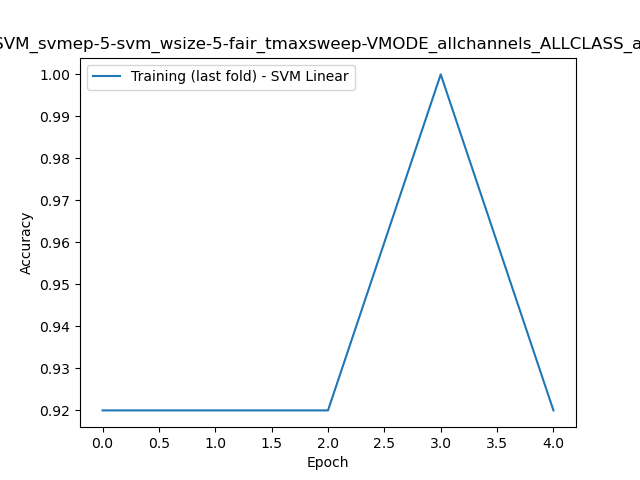 SVM_svmep-5-svm_wsize-5-fair_tmaxsweep-VMODE_allchannels_ALLCLASS_a
Training (last fold) - SVM Linear
1.00
0.99
0.98
0.97
0.96
0.95
0.94
0.93
0.92
Accuracy
0.0 0.5 1.0 1.5 2.0 2.5 3.0 3.5 4.0
Epoch